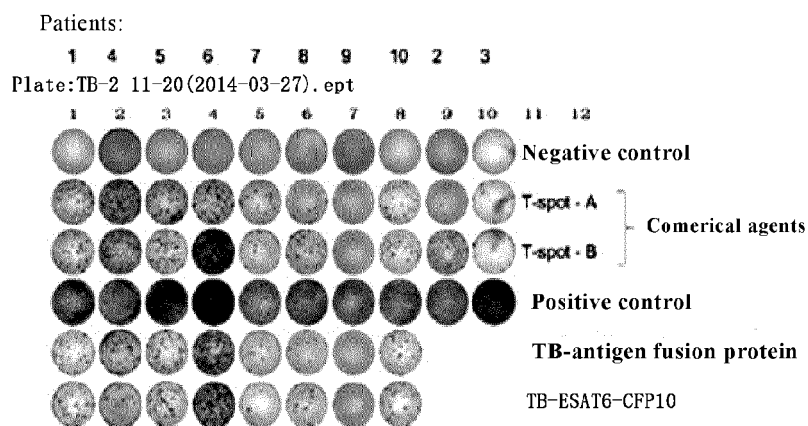 Patients:
1 4 5 6 7 8 9 10 2 3
Plate:TB-2 11-20(2014-03-27).ept
1 2 3 4 5 6 7 8 9 10 11 12
Negative control
T-spot - A
Comerical agents
T-spot - B
Positive control
TB-antigen fusion protein
TB-ESAT6-CFP10